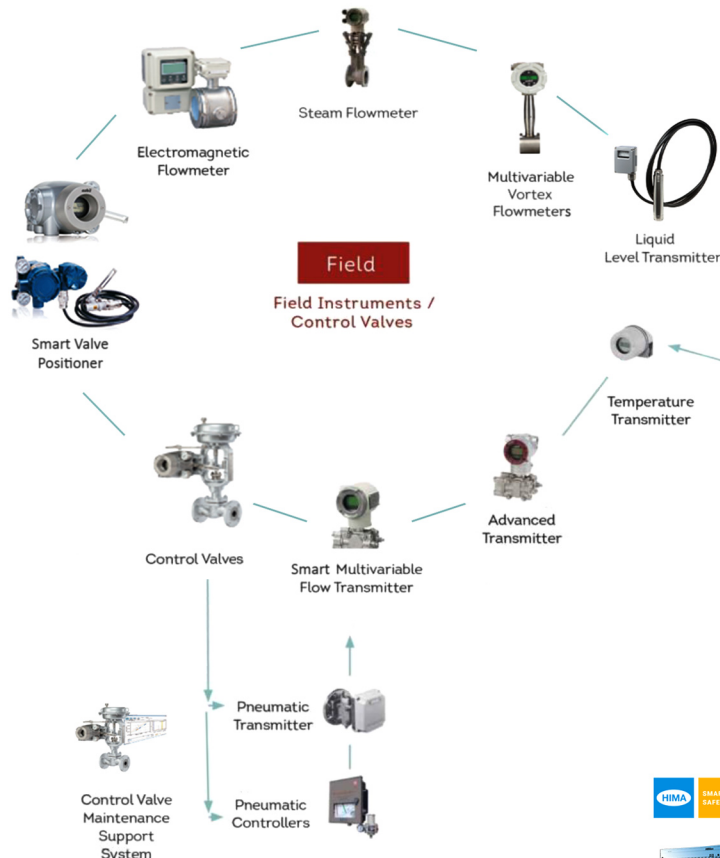 Steam Flowmeter
Electromagnetic
Flowmeter
Multivariable
Vortex
Flowmeters
Liquid
Level Transmitter
Field
Field Instruments /
Control Valves
Smart Valve
Positioner
Temperature
Transmitter
Advanced
Transmitter
Control Valves
Smart Multivariable
Flow Transmitter
Pneumatic
Transmitter
Control Valve
Maintenance
Support
System
Pneumatic
Controllers
HIMA
SMAR
SAFE